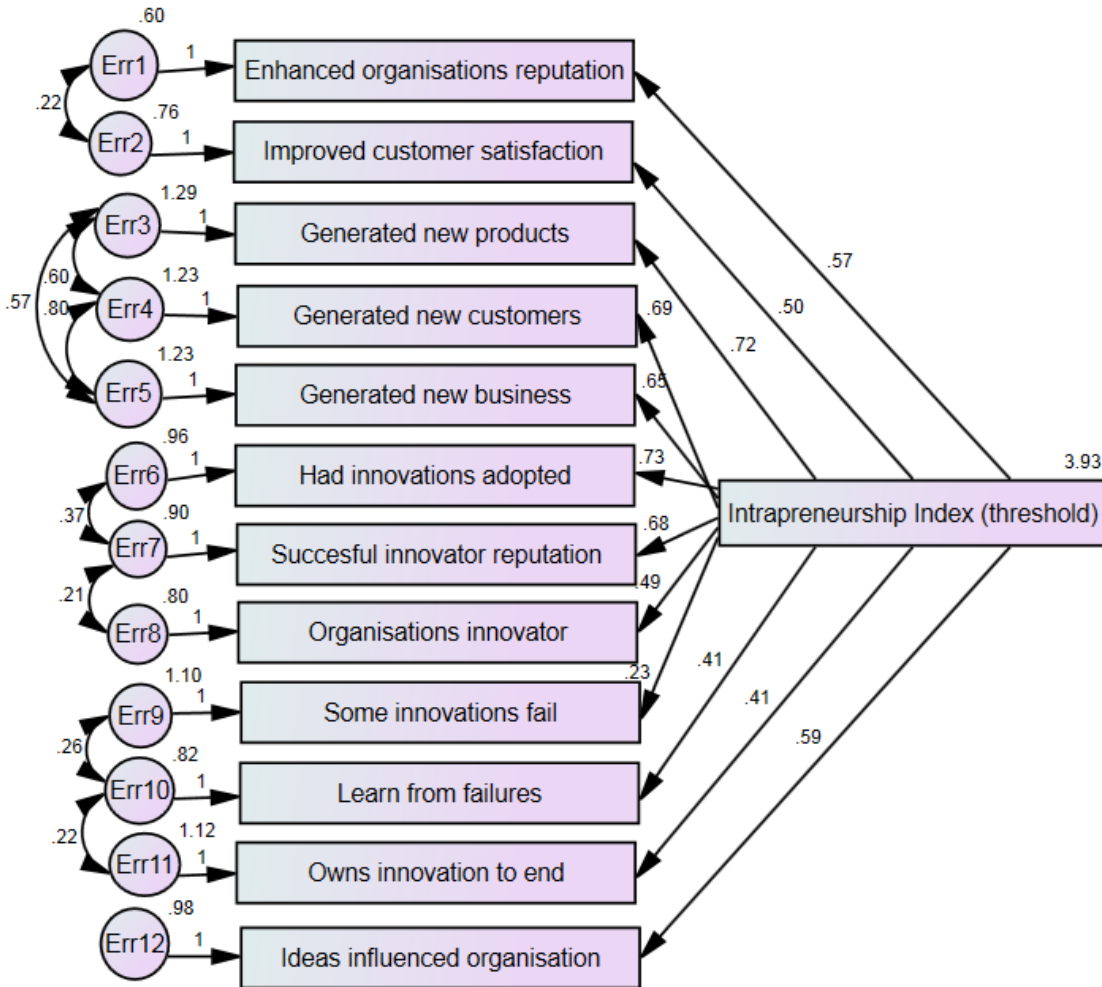 .60
Err1
1
Enhanced organisations reputation
.22
.76
Err2
1
Improved customer satisfaction
1.29
Err3
1
Generated new products
.57
.60
1.23
Err4
1
Generated new customers
.69
.50
.57
.80
.72
1.23
Err5
1
Generated new business
.65
.96
Err6
1
Had innovations adopted
.73
3.93
Intrapreneurship Index (threshold)
.37
.90
Err7
1
Succesful innovator reputation
.68
.21
.80
Err8
1
Organisations innovator
.49
1.10
Err9
1
Some innovations fail
.23
.41
.41
.59
.26
.82
Err10
1
Learn from failures
.22
1.12
Err11
1
Owns innovation to end
.98
Err12
1
Ideas influenced organisation